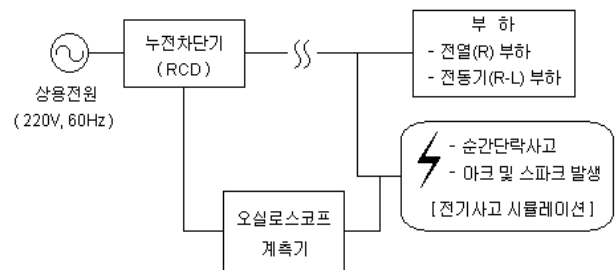 누전차단기
(RCD)
상용전원
(220V, 60Hz)
부 하
- 전열(R) 부하
- 전동기(R-L) 부하
- 순간단락사고
- 아크 및 스파크 발생
[전기사고 시뮬레이션]
오실로스코프
계측기